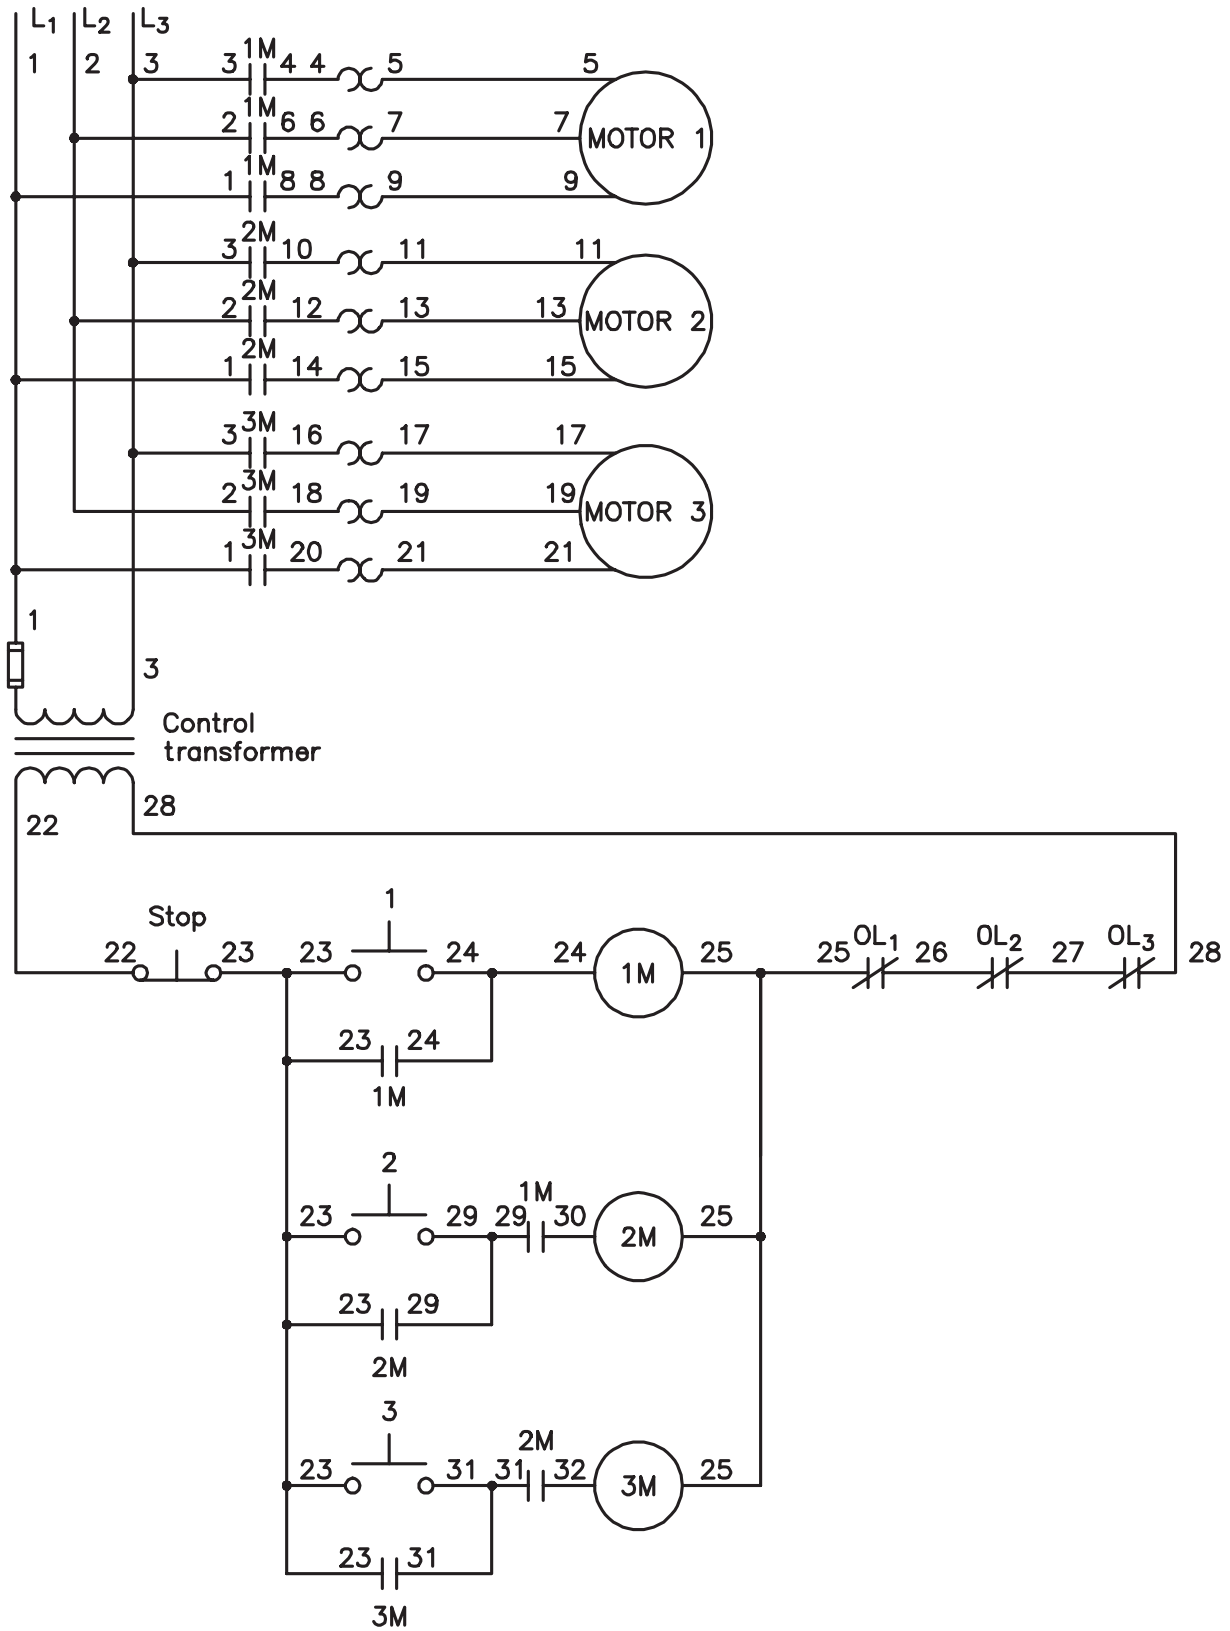 L1 L2 L3
1 2 3
1M
3 4 4 5 5
1M
2 6 6 7 7
MOTOR 1
1M
1 8 8 9 9
2M
3 10 11 11
2M
2 12 13 13
MOTOR 2
2M
1 14 15 15
3M
3 16 17 17
3M
2 18 19 19
MOTOR 3
3M
1 20 21 21
1
3
Control
transformer
28
22
1
Stop
22 23 23 24 24 1M 25 25 OL1 26 OL2 27 OL3 28
23 24
1M
2
1M
23 29 29 30 2M 25
23 29
2M
3
2M
23 31 31 32 3M 25
23 31
3M